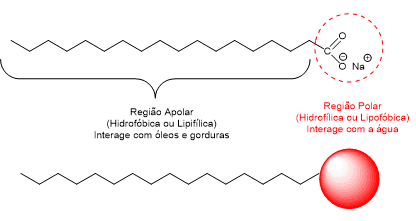 O
C
O
⊖
Na
+
Região Apolar
(Hidrofóbica ou Lipifílica)
Interage com óleos e gorduras
Região Polar
(Hidrofílica ou Lipofóbica)
Interage com a água